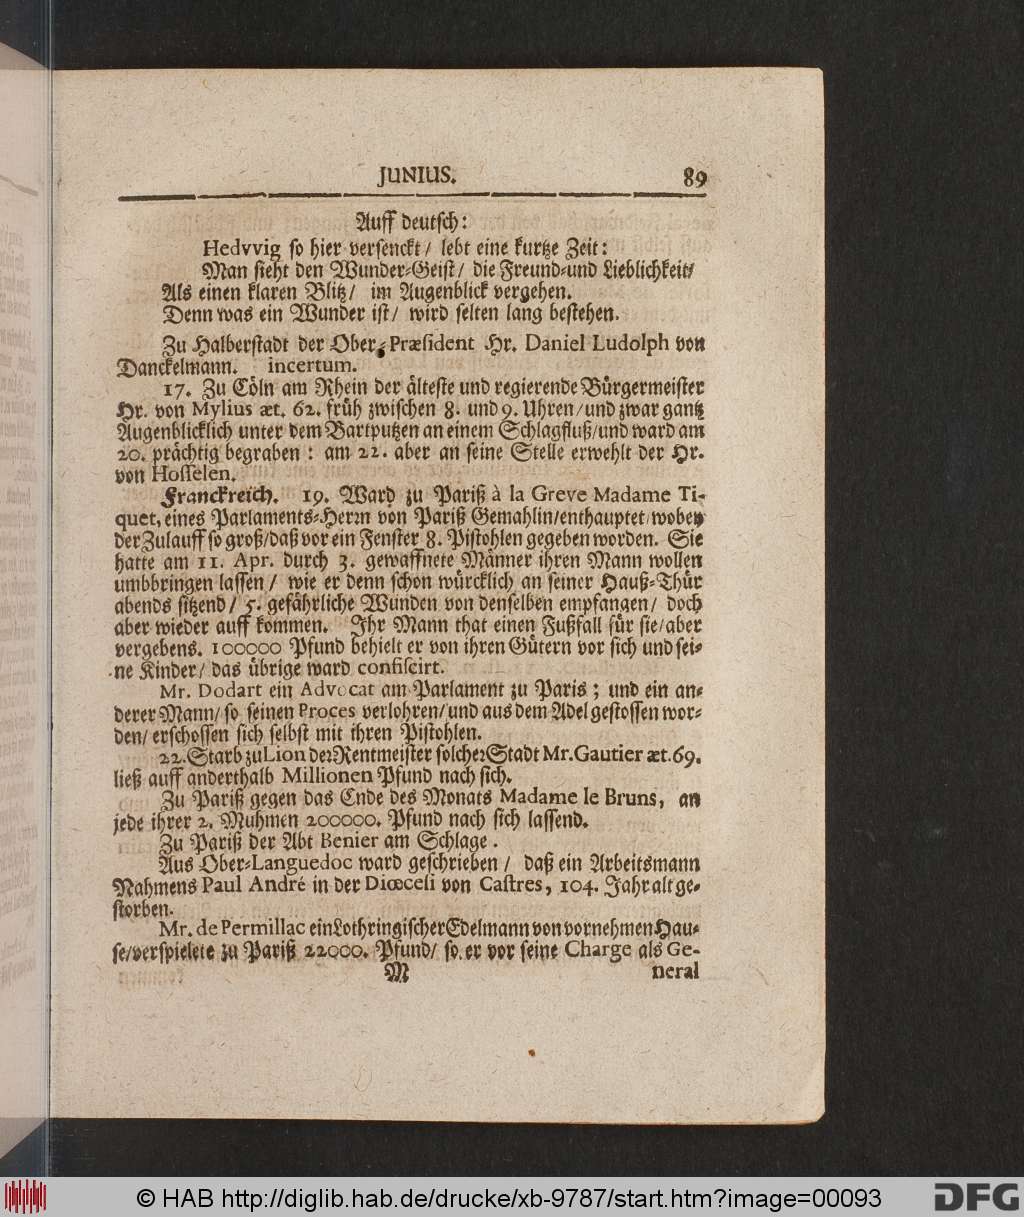 JUNIUS. 89
Auff deutsch:
Hedvvig so hier versenckt/ lebt eine kurtze Zeit:
Man sieht den Wunder-Geist/ die Freund-und Lieblichkeit/
Als einen klaren Blitz/ im Augenblick vergehen.
Denn was ein Wunder ist/ wird selten lang bestehen.
Zu Halberstadt der Ober-Præsident Hr. Daniel Ludolph von
Danckelmann. incertum.
17. Zu Cöln am Rhein der älteste und regierende Bürgermeister
Hr. von Mylius æt. 62. früh zwischen 8. und 9. Uhren/und zwar gantz
Augenblicklich unter dem Bartputzen an einem Schlagfluß/und ward am
20. prächtig begraben: am 22. aber an seine Stelle erwehlt der Hr.
von Hosselen.
Franckreich. 19. Ward zu Pariß à la Greve Madame Ti-
quet, eines Parlaments-Herrn von Pariß Gemahlin/enthauptet/wobey
der Zulauff so groß/daß vor ein Fenster 8. Pistohlen gegeben worden. Sie
hatte am 11. Apr. durch 3. gewaffnete Männer ihren Mann wollen
umbbringen lassen/ wie er denn schon würcklich an seiner Hauß-Thür
abends sitzend/ 5. gefährliche Wunden von denselben empfangen/ doch
aber wieder auff kommen. Ihr Mann that einen Fußfall für sie/aber
vergebens. 100000 Pfund behielt er von ihren Gütern vor sich und sei-
ne Kinder/ das übrige ward confiscirt.
Mr. Dodart ein Advocat am Parlament zu Paris; und ein an-
derer Mann/ so seinen Proces verlohren/und aus dem Adel gestossen wor-
den/ erschossen sich selbst mit ihren Pistohlen.
22. Starb zu Lion der Rentmeister solcher Stadt Mr. Gautier æt. 69.
ließ auff anderthalb Millionen Pfund nach sich.
Zu Pariß gegen das Ende des Monats Madame le Bruns, an
jede ihrer 2. Muhmen 200000. Pfund nach sich lassend.
Zu Pariß der Abt Benier am Schlage.
Aus Ober-Languedoc ward geschrieben/ daß ein Arbeitsmann
Nahmens Paul André in der Diœcesi von Castres, 104. Jahr alt ge-
storben.
Mr. de Permillac ein Lothringischer Edelmann von vornehmen Hau-
se/verspielete zu Pariß 22000. Pfund/ so er vor seine Charge als Ge-
M neral
© HAB http://diglib.hab.de/drucke/xb-9787/start.htm?image=00093 DFG